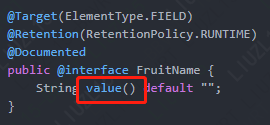 @Target(ElementType.FIELD)
@Retention(RetentionPolicy.RUNTIME)
@Documented
public @interface FruitName {
    String value() default "";
}